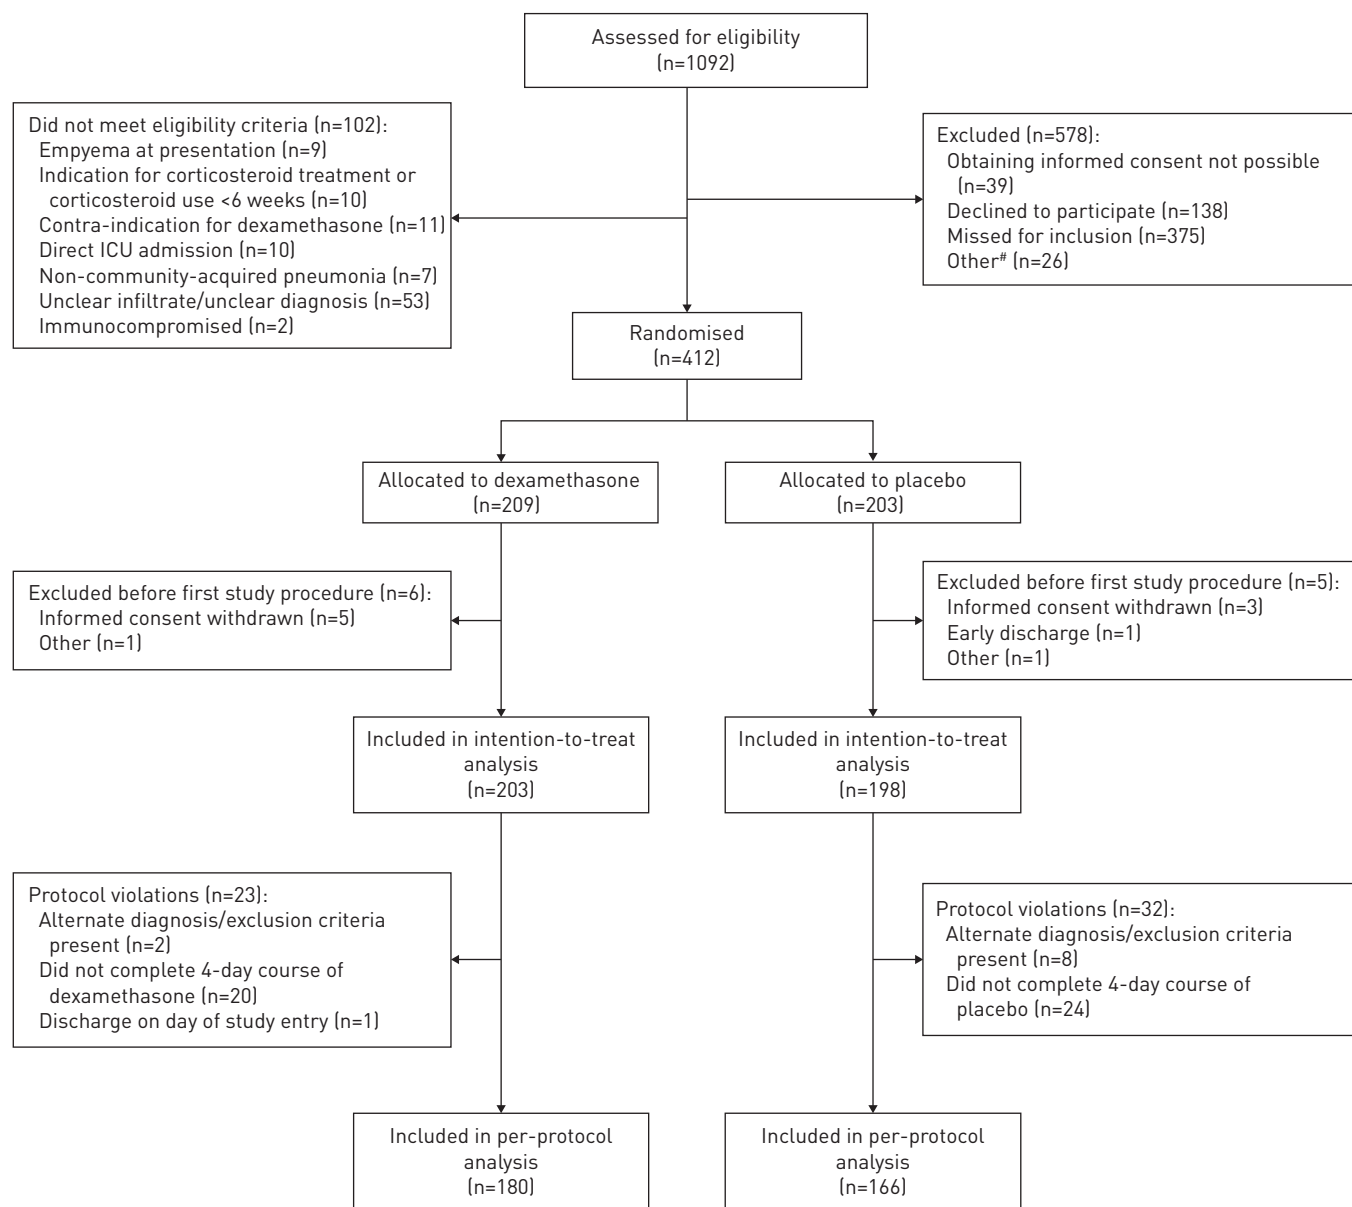 Assessed for eligibility
(n=1092)
Did not meet eligibility criteria (n=102):
Empyema at presentation (n=9)
Indication for corticosteroid treatment or
corticosteroid use <6 weeks (n=10)
Contra-indication for dexamethasone (n=11)
Direct ICU admission (n=10)
Non-community-acquired pneumonia (n=7)
Unclear infiltrate/unclear diagnosis (n=53)
Immunocompromised (n=2)
Excluded (n=578):
Obtaining informed consent not possible
(n=39)
Declined to participate (n=138)
Missed for inclusion (n=375)
Other# (n=26)
Randomised
(n=412)
Allocated to dexamethasone
(n=209)
Allocated to placebo
(n=203)
Excluded before first study procedure (n=6):
Informed consent withdrawn (n=5)
Other (n=1)
Excluded before first study procedure (n=5):
Informed consent withdrawn (n=3)
Early discharge (n=1)
Other (n=1)
Included in intention-to-treat
analysis
(n=203)
Included in intention-to-treat
analysis
(n=198)
Protocol violations (n=23):
Alternate diagnosis/exclusion criteria
present (n=2)
Did not complete 4-day course of
dexamethasone (n=20)
Discharge on day of study entry (n=1)
Protocol violations (n=32):
Alternate diagnosis/exclusion criteria
present (n=8)
Did not complete 4-day course of
placebo (n=24)
Included in per-protocol
analysis
(n=180)
Included in per-protocol
analysis
(n=166)